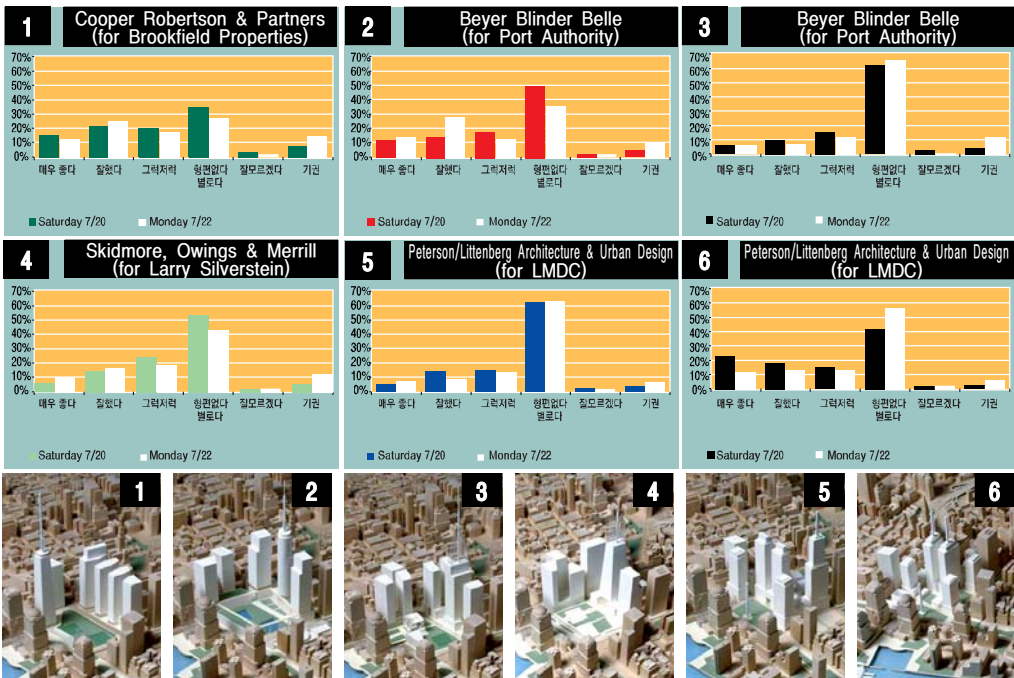 1
Cooper Robertson & Partners
(for Brookfield Properties)
70%
60%
50%
40%
30%
20%
10%
0%
매우 좋다
잘했다
그럭저럭
형편없다
별로다
잘모르겠다
기권
Saturday 7/20
Monday 7/22
2
Beyer Blinder Belle
(for Port Authority)
70%
60%
50%
40%
30%
20%
10%
0%
매우 좋다
잘했다
그럭저럭
형편없다
별로다
잘모르겠다
기권
Saturday 7/20
Monday 7/22
3
Beyer Blinder Belle
(for Port Authority)
70%
60%
50%
40%
30%
20%
10%
0%
매우 좋다
잘했다
그럭저럭
형편없다
별로다
잘모르겠다
기권
Saturday 7/20
Monday 7/22
4
Skidmore, Owings & Merrill
(for Larry Silverstein)
70%
60%
50%
40%
30%
20%
10%
0%
매우 좋다
잘했다
그럭저럭
형편없다
별로다
잘모르겠다
기권
Saturday 7/20
Monday 7/22
5
Peterson/Littenberg Architecture & Urban Design
(for LMDC)
70%
60%
50%
40%
30%
20%
10%
0%
매우 좋다
잘했다
그럭저럭
형편없다
별로다
잘모르겠다
기권
Saturday 7/20
Monday 7/22
6
Peterson/Littenberg Architecture & Urban Design
(for LMDC)
70%
60%
50%
40%
30%
20%
10%
0%
매우 좋다
잘했다
그럭저럭
형편없다
별로다
잘모르겠다
기권
Saturday 7/20
Monday 7/22
1
2
3
4
5
6